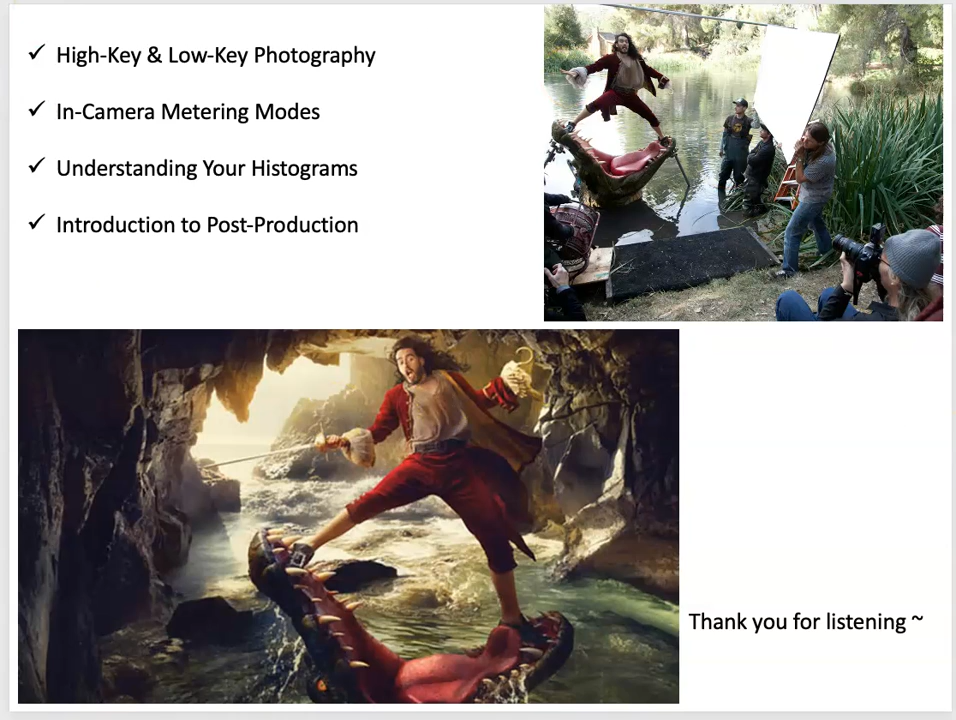 ✓ High-Key & Low-Key Photography
✓ In-Camera Metering Modes
✓ Understanding Your Histograms
✓ Introduction to Post-Production
Thank you for listening ~